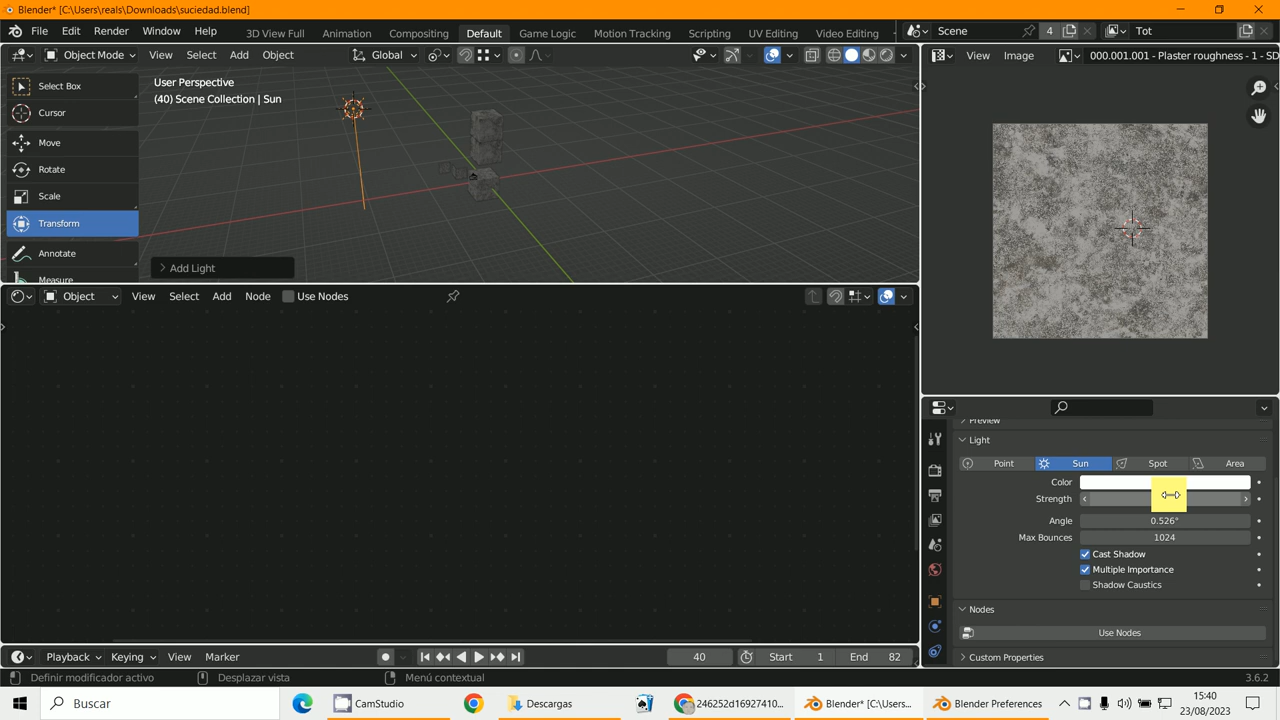 Blender* [C:\Users\reals\Downloads\suciedad.blend]
File Edit Render Window Help
3D View Full Animation Compositing Default Game Logic Motion Tracking Scripting UV Editing Video Editing
Scene 4 Tot
Object Mode View Select Add Object Global
View Image 000.001.001 - Plaster roughness - 1 - SD
Select Box
Cursor
Move
Rotate
Scale
Transform
Annotate
Measure
User Perspective
(40) Scene Collection | Sun
Add Light
Object View Select Add Node Use Nodes
Preview
Light
Point Sun Spot Area
Color
Strength
Angle 0.526°
Max Bounces 1024
Cast Shadow
Multiple Importance
Shadow Caustics
Nodes
Use Nodes
Custom Properties
Playback Keying View Marker 40 Start 1 End 82
Definir modificador activo Desplazar vista Menú contextual 3.6.2
Buscar CamStudio Descargas 246252d16927410... Blender* [C:\Users... Blender Preferences
15:40
23/08/2023